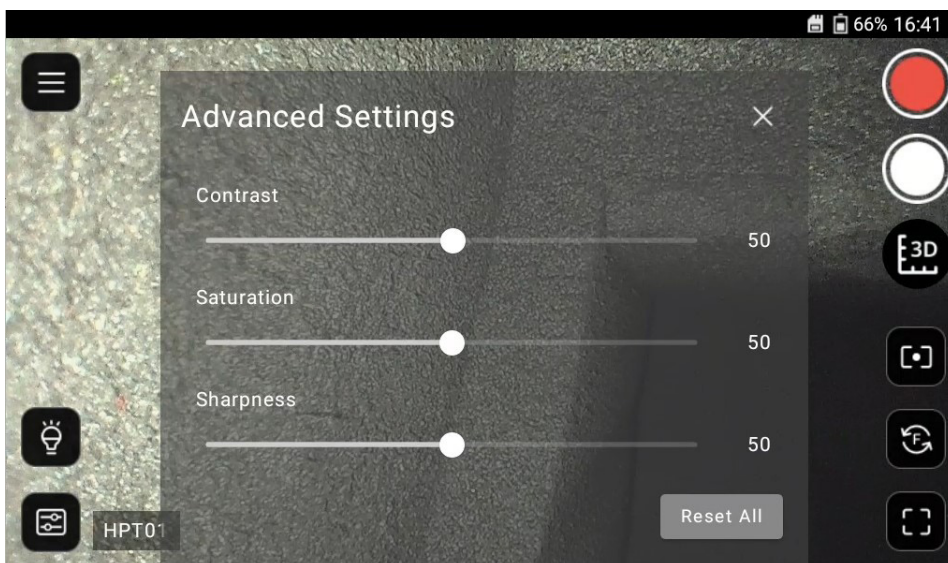 66% 16:41
Advanced Settings
Contrast
50
3D
Saturation
50
Sharpness
50
F
Reset All
HPT01